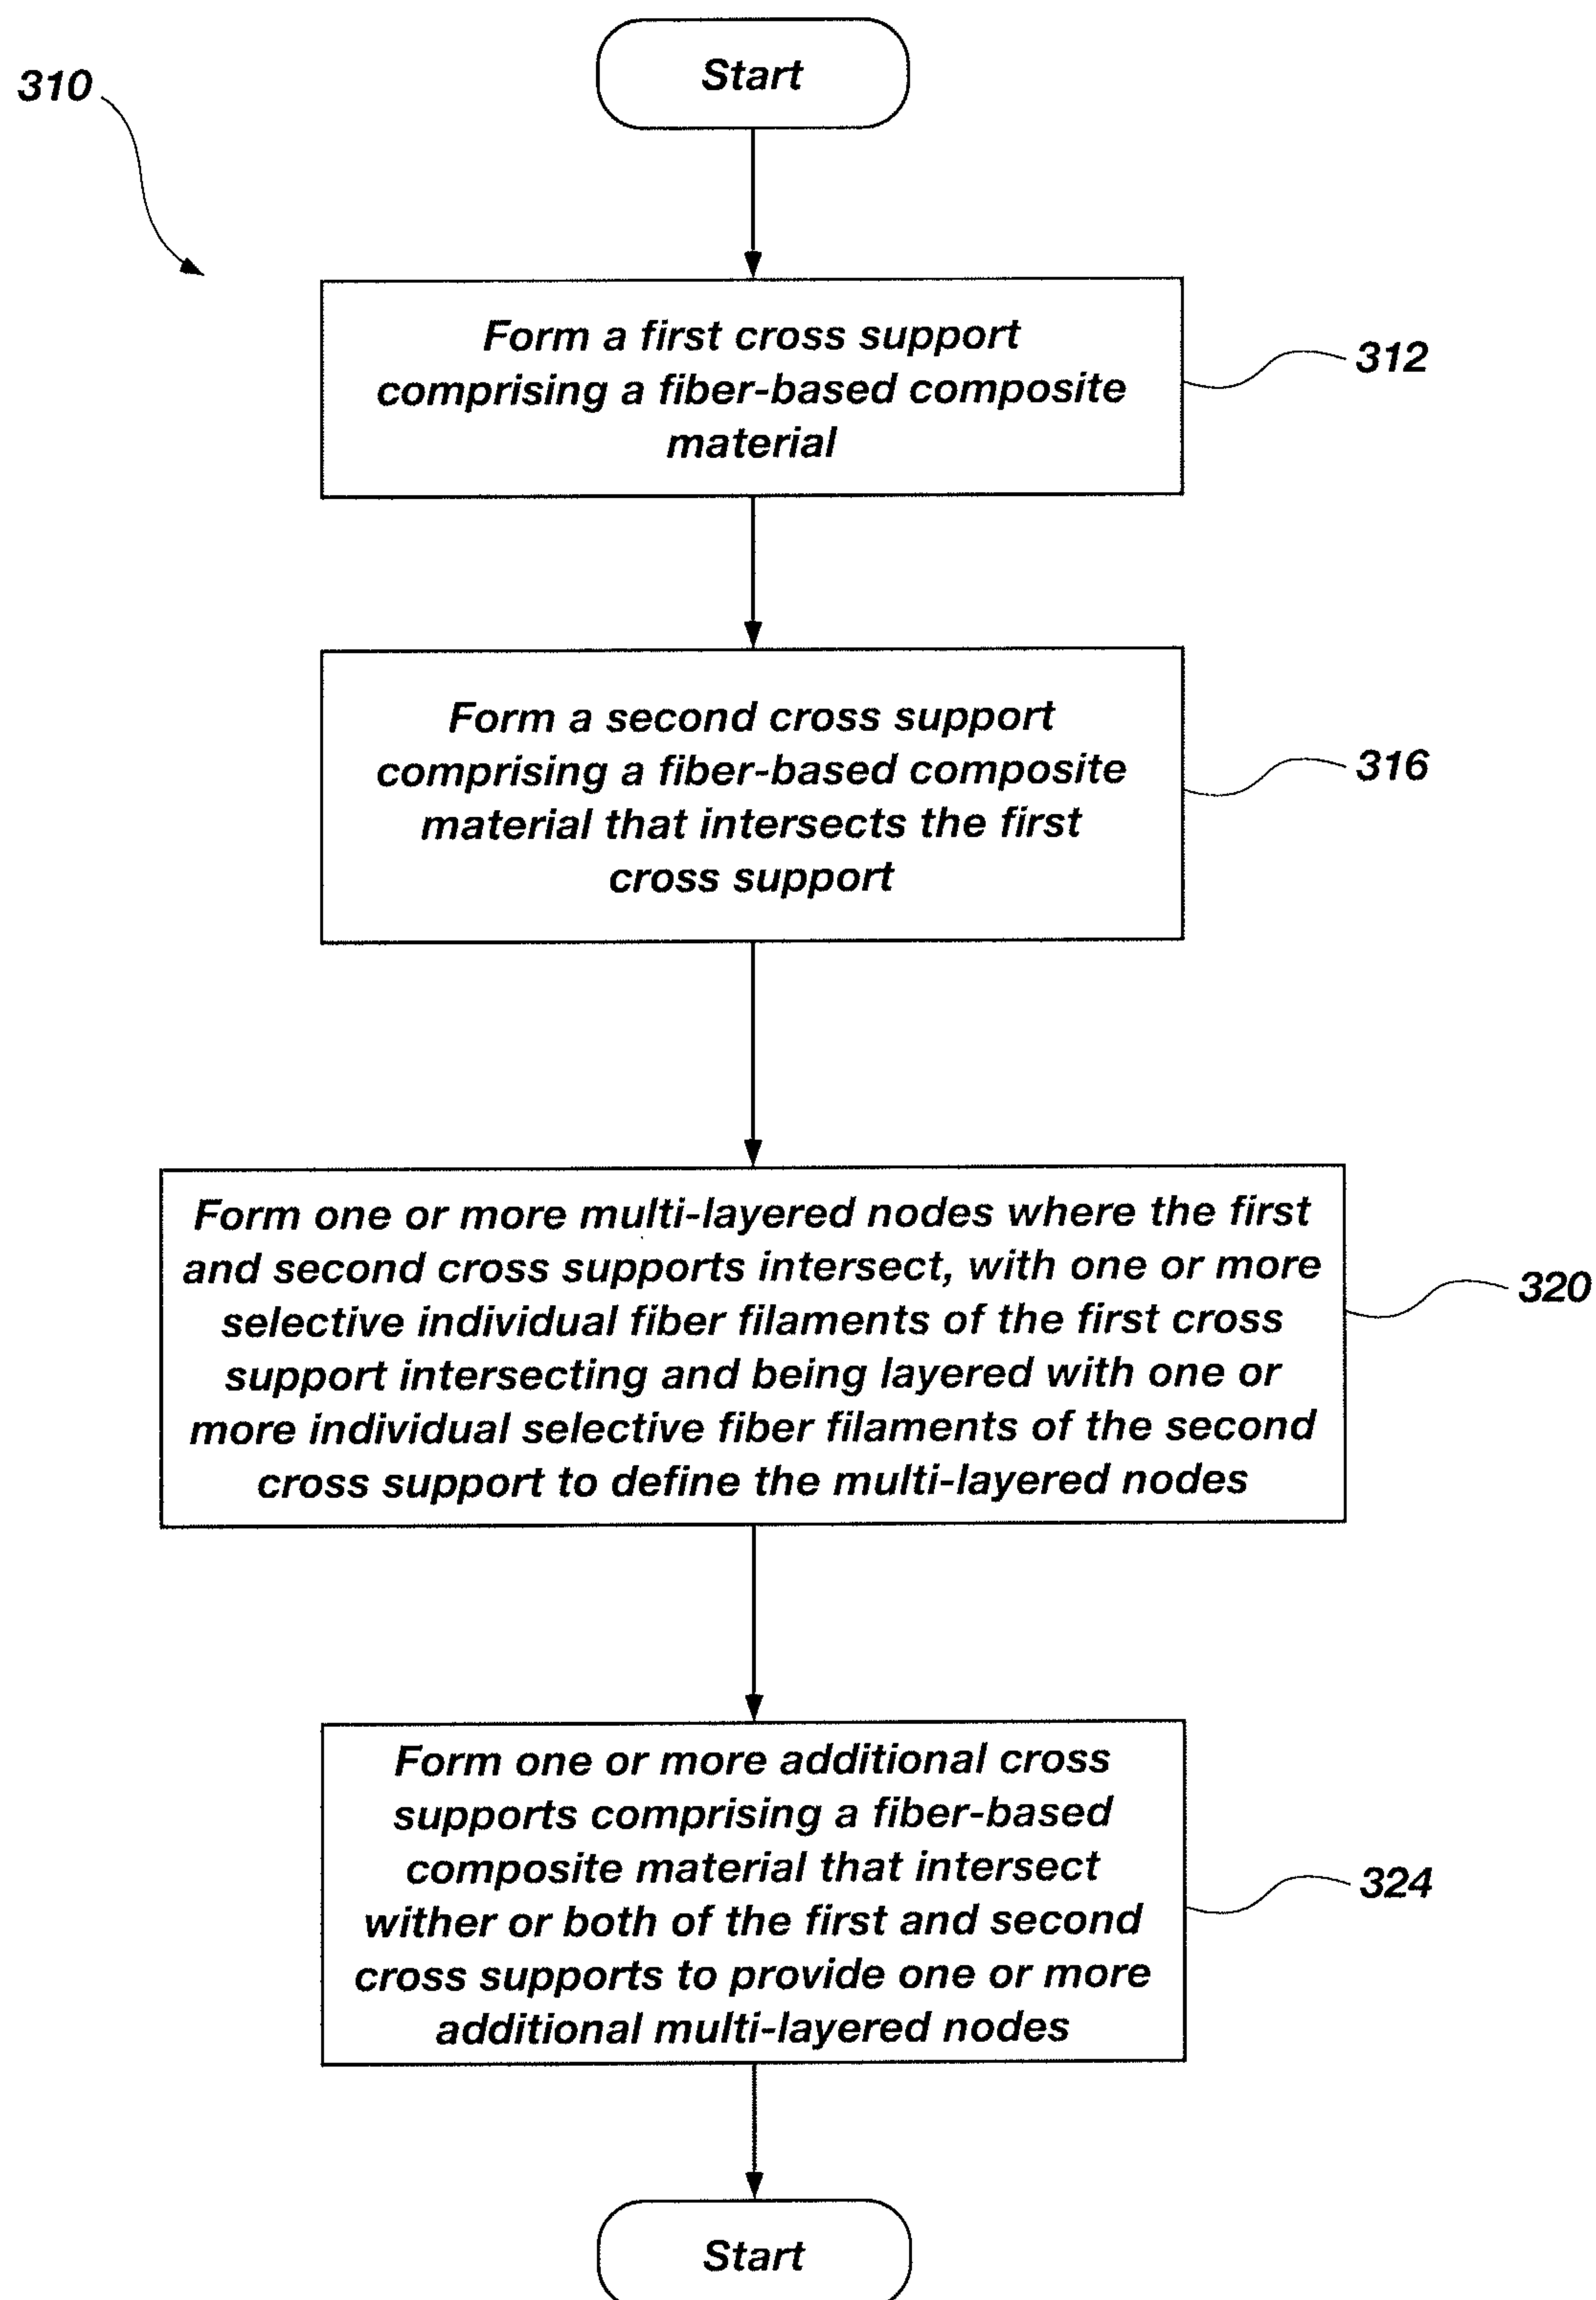 310
Start
Form a first cross support
comprising a fiber-based composite
material
312
Form a second cross support
comprising a fiber-based composite
material that intersects the first
cross support
316
Form one or more multi-layered nodes where the first
and second cross supports intersect, with one or more
selective individual fiber filaments of the first cross
support intersecting and being layered with one or
more individual selective fiber filaments of the second
cross support to define the multi-layered nodes
320
Form one or more additional cross
supports comprising a fiber-based
composite material that intersect
wither or both of the first and second
cross supports to provide one or more
additional multi-layered nodes
324
Start